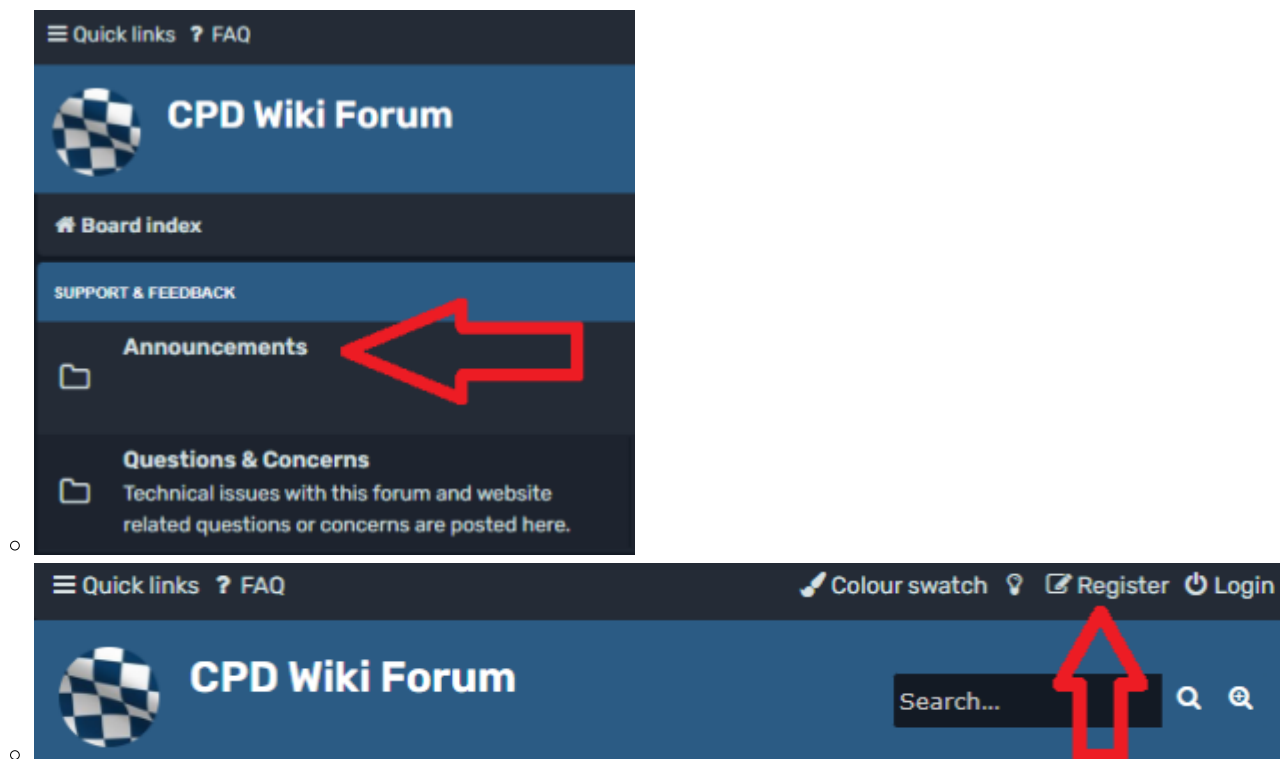 Quick links ? FAQ
CPD Wiki Forum
Board index
SUPPORT & FEEDBACK
Announcements
Questions & Concerns
Technical issues with this forum and website
related questions or concerns are posted here.
Quick links ? FAQ Colour swatch Register Login
CPD Wiki Forum
Search...